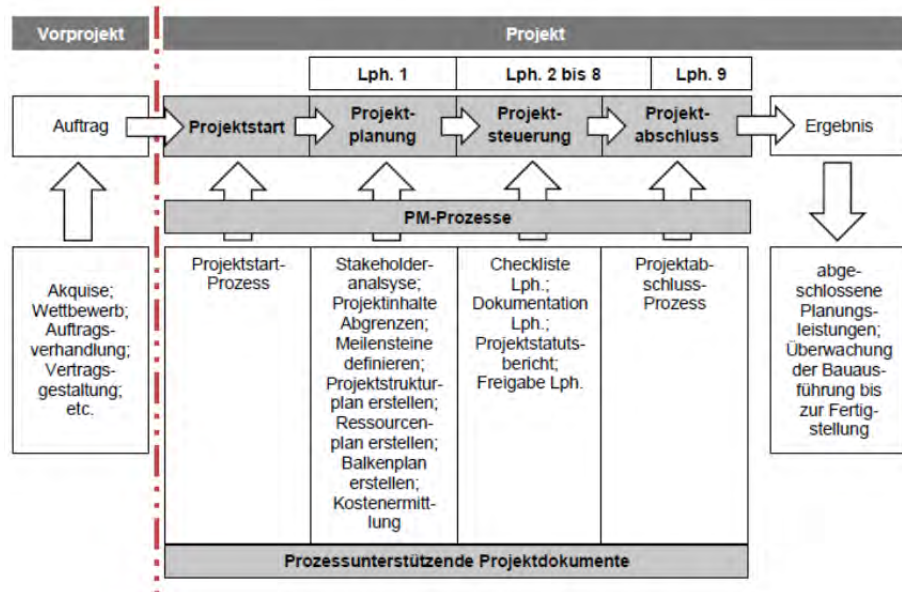 Vorprojekt
Projekt
Lph. 1
Lph. 2 bis 8
Lph. 9
Auftrag
Projektstart
Projekt-
planung
Projekt-
steuerung
Projekt-
abschluss
Ergebnis
PM-Prozesse
Akquise;
Wettbewerb;
Auftrags-
verhandlung;
Vertrags-
gestaltung;
etc.
Projektstart-
Prozess
Stakeholder-
analsyse;
Projektinhalte
Abgrenzen;
Meilensteine
definieren;
Projektstruktur-
plan erstellen;
Ressourcen-
plan erstellen;
Balkenplan
erstellen;
Kostenermitt-
lung
Checkliste
Lph.;
Dokumentation
Lph.;
Projektstatuts-
bericht;
Freigabe Lph.
Projektab-
schluss-
Prozess
abge-
schlossene
Planungs-
leistungen;
Überwachung
der Bauaus-
führung bis
zur Fertig-
stellung
Prozessunterstützende Projektdokumente